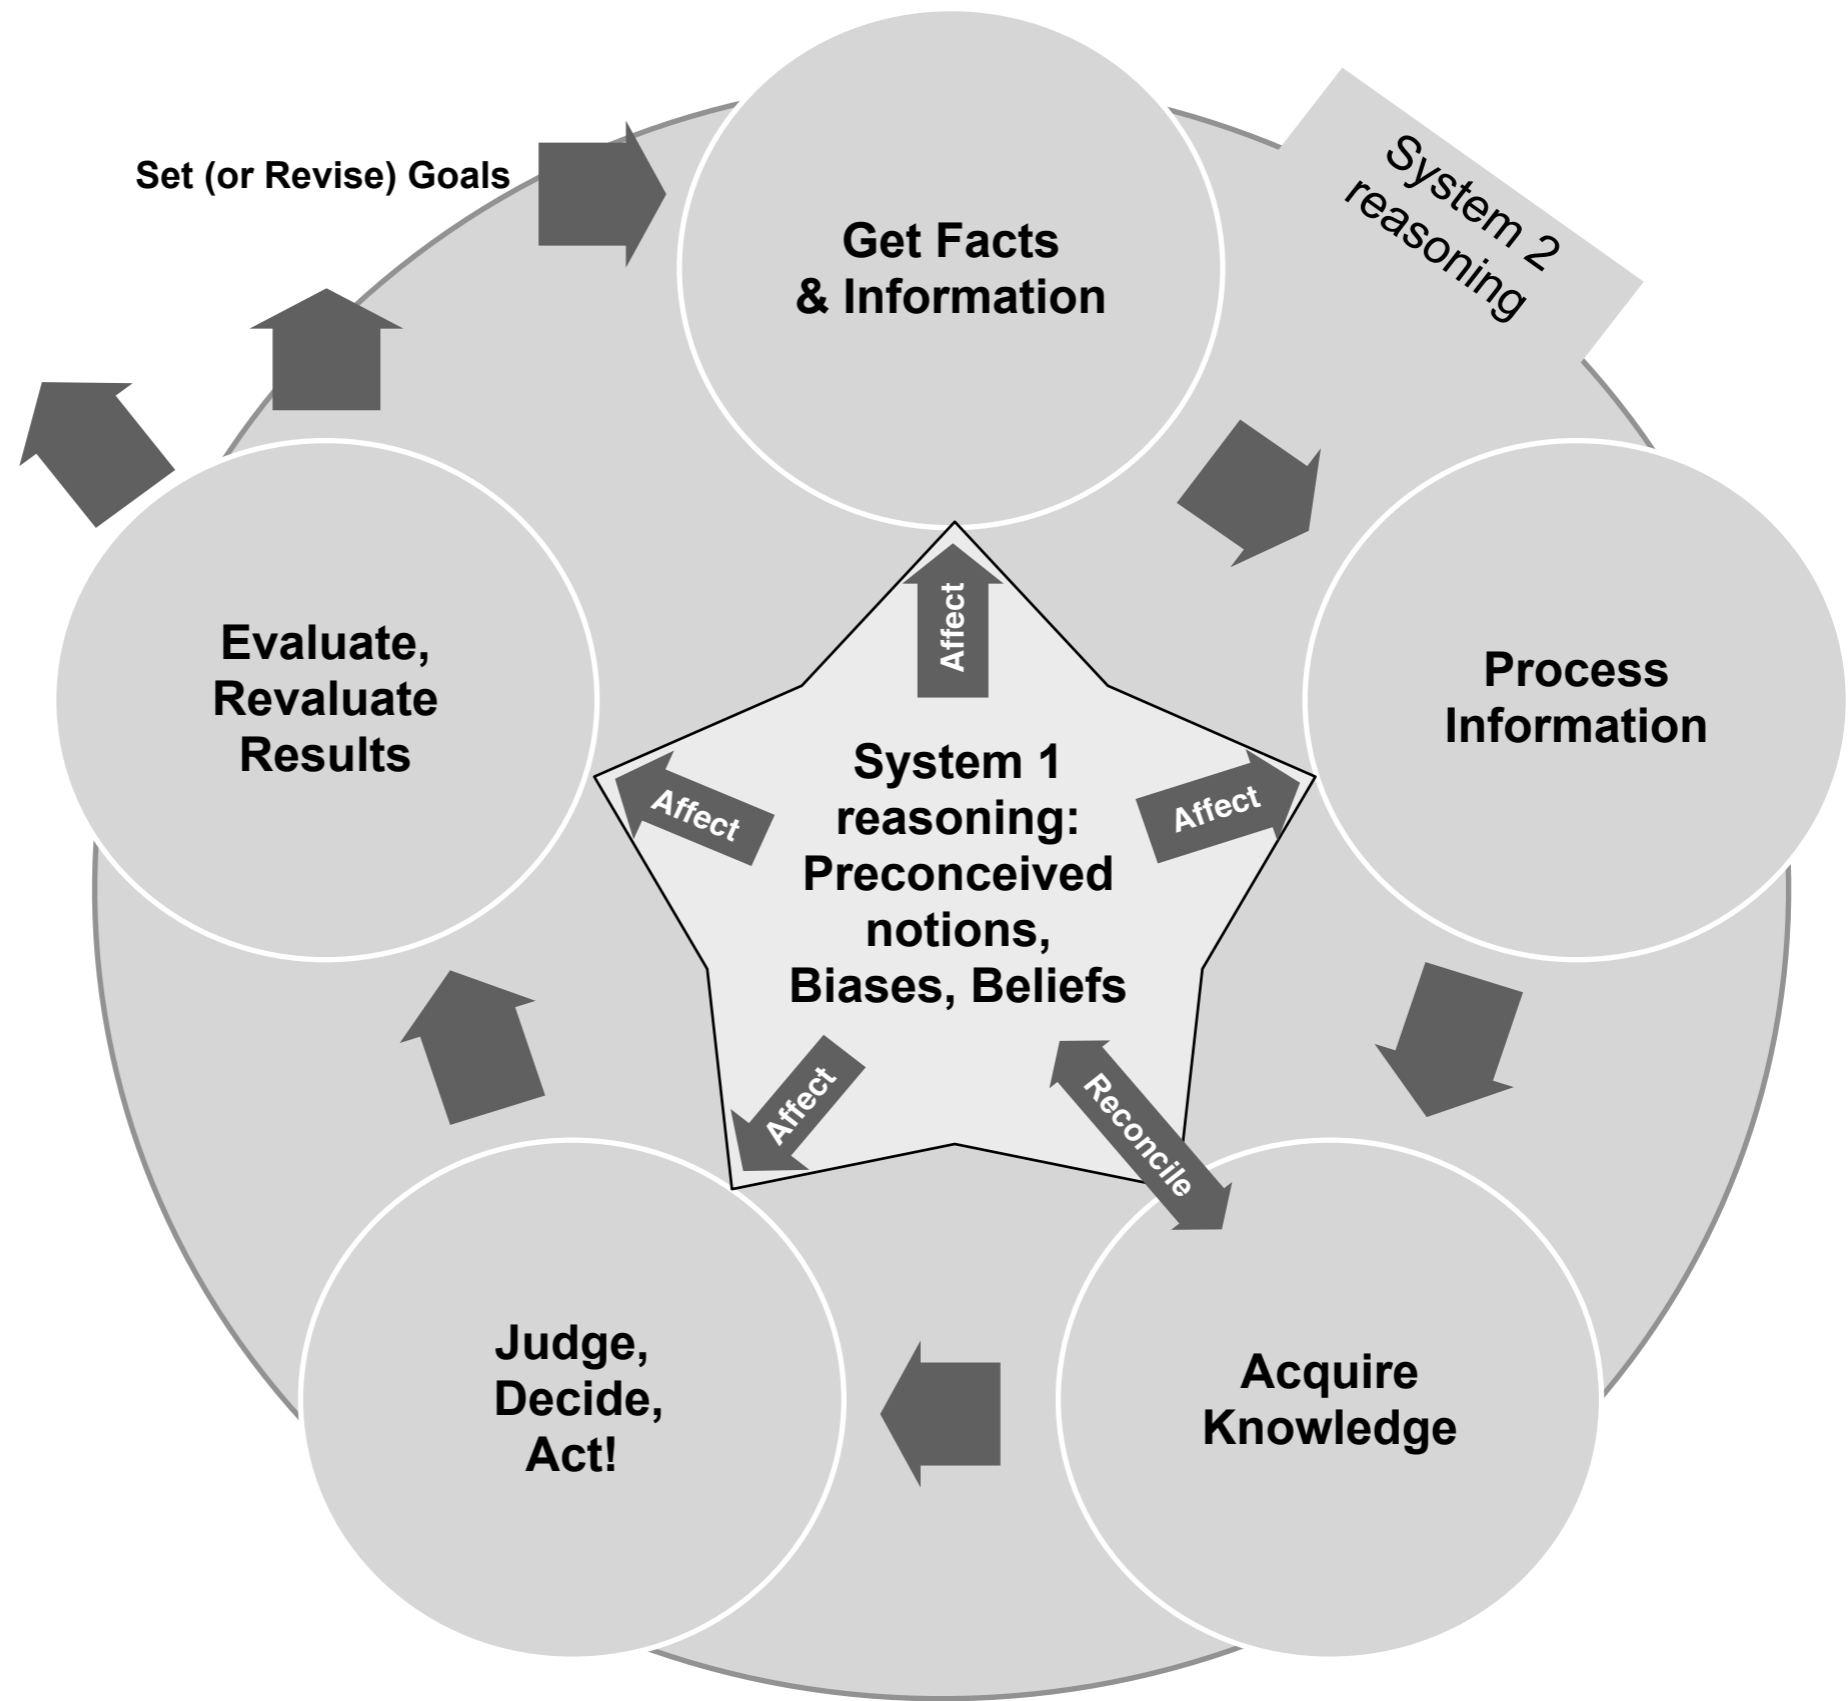 Set (or Revise) Goals
Get Facts
& Information
System 2
reasoning
Process
Information
Acquire
Knowledge
Judge,
Decide,
Act!
Evaluate,
Revaluate
Results
System 1
reasoning:
Preconceived
notions,
Biases, Beliefs
Affect
Affect
Reconcile
Affect
Affect